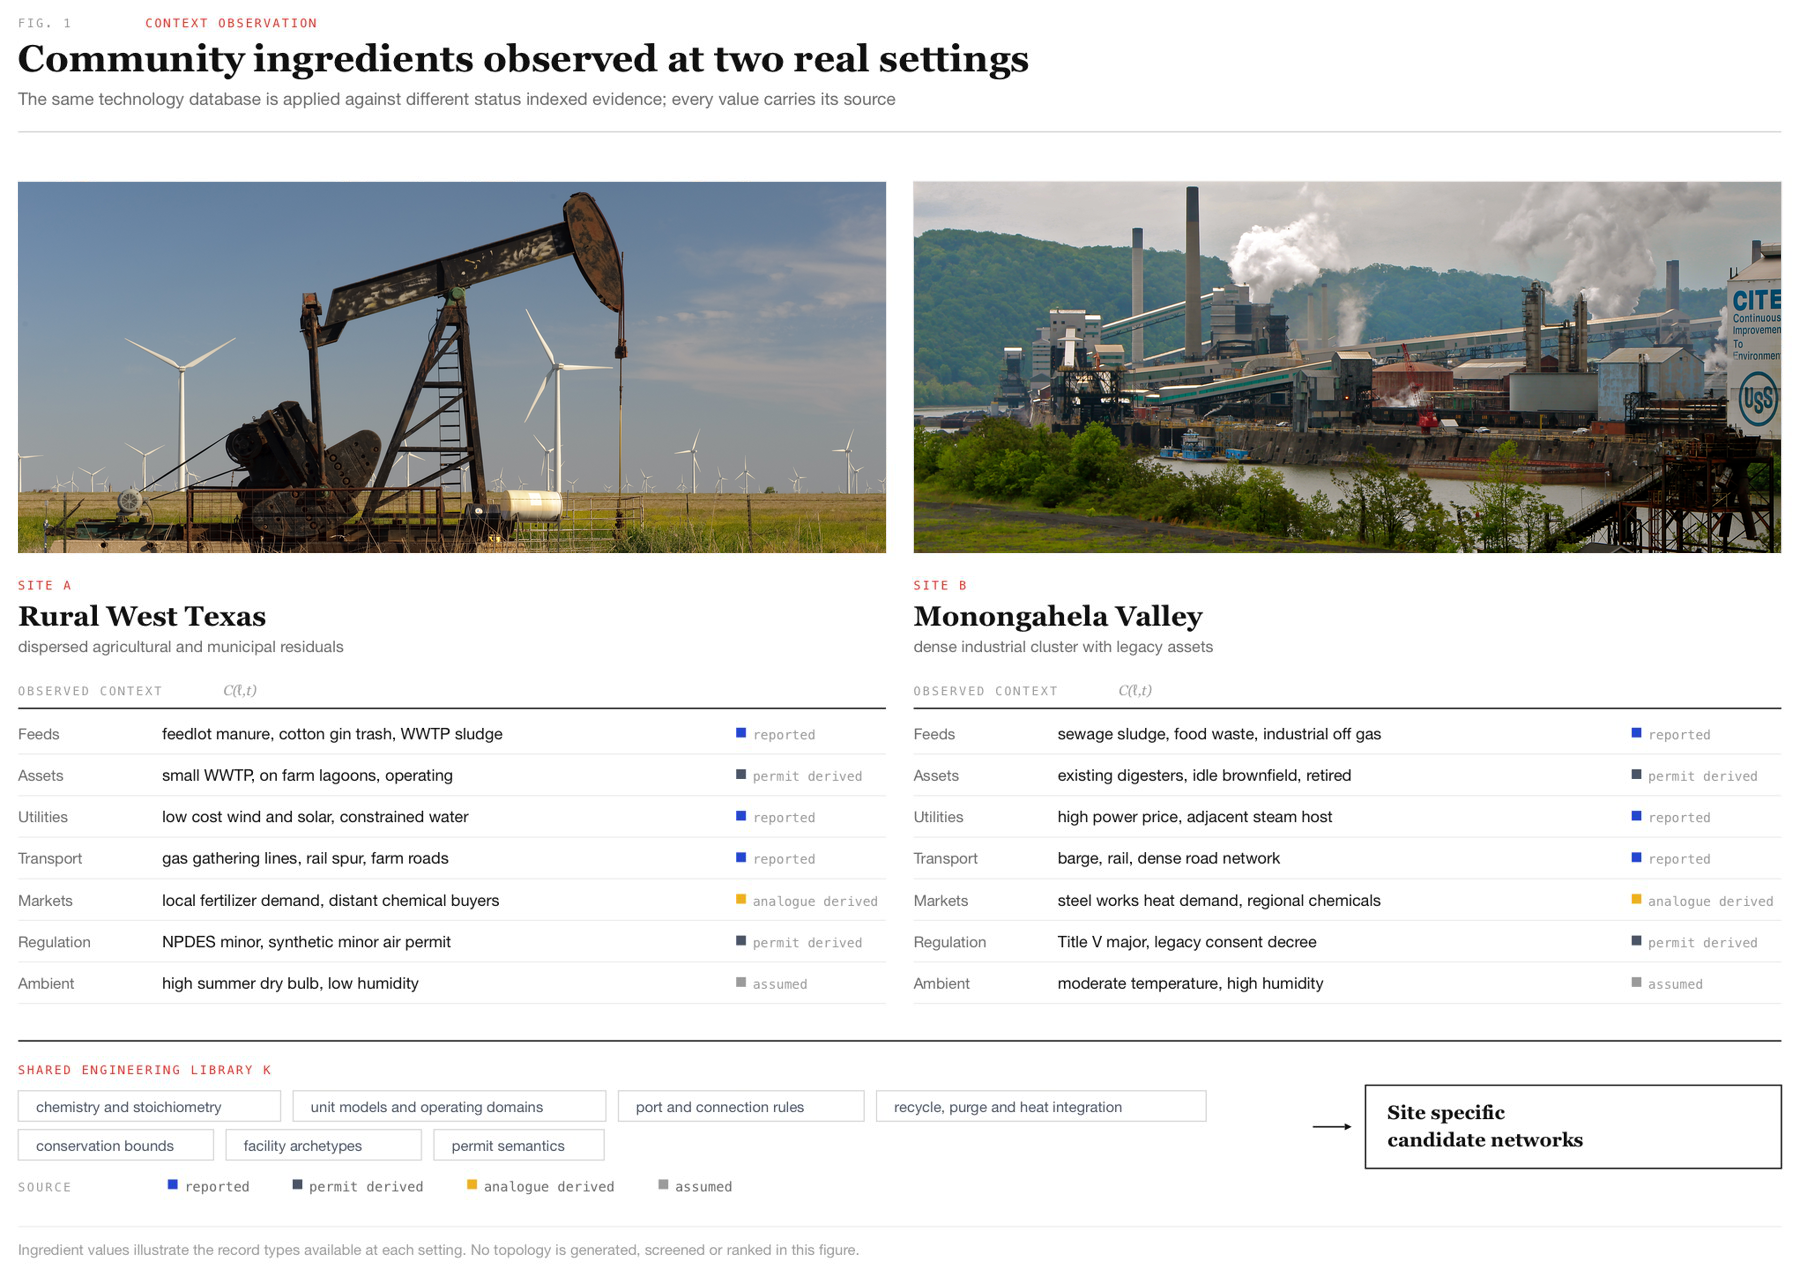 FIG. 1 CONTEXT OBSERVATION
Community ingredients observed at two real settings
The same technology database is applied against different status indexed evidence; every value carries its source
CITE
Continuous
Improvemen
To
Environmen
USS
SITE A
Rural West Texas
dispersed agricultural and municipal residuals
OBSERVED CONTEXT C(ℓ,t)
Feeds feedlot manure, cotton gin trash, WWTP sludge reported
Assets small WWTP, on farm lagoons, operating permit derived
Utilities low cost wind and solar, constrained water reported
Transport gas gathering lines, rail spur, farm roads reported
Markets local fertilizer demand, distant chemical buyers analogue derived
Regulation NPDES minor, synthetic minor air permit permit derived
Ambient high summer dry bulb, low humidity assumed
SITE B
Monongahela Valley
dense industrial cluster with legacy assets
OBSERVED CONTEXT C(ℓ,t)
Feeds sewage sludge, food waste, industrial off gas reported
Assets existing digesters, idle brownfield, retired permit derived
Utilities high power price, adjacent steam host reported
Transport barge, rail, dense road network reported
Markets steel works heat demand, regional chemicals analogue derived
Regulation Title V major, legacy consent decree permit derived
Ambient moderate temperature, high humidity assumed
SHARED ENGINEERING LIBRARY K
chemistry and stoichiometry unit models and operating domains port and connection rules recycle, purge and heat integration
conservation bounds facility archetypes permit semantics
Site specific
candidate networks
SOURCE reported permit derived analogue derived assumed
Ingredient values illustrate the record types available at each setting. No topology is generated, screened or ranked in this figure.